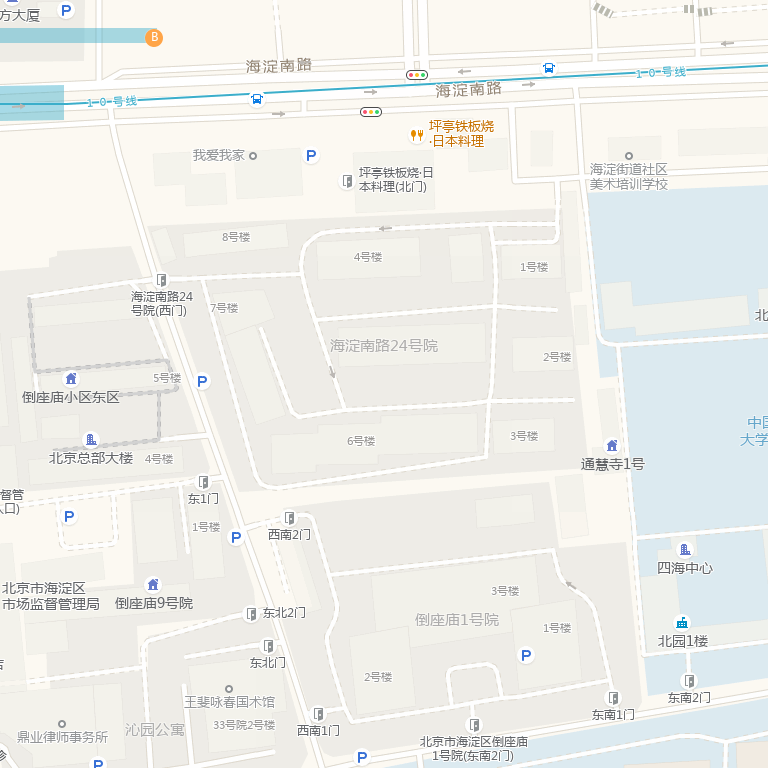 方大厦
P
B
海淀南路
10号线
10号线
海淀南路
坪亭铁板烧
·日本料理
我爱我家
P
坪亭铁板烧·日
本料理(北门)
海淀街道社区
美术培训学校
8号楼
4号楼
1号楼
海淀南路24
号院(西门)
7号楼
北
海淀南路24号院
2号楼
5号楼
P
倒座庙小区东区
中国
大学
6号楼
3号楼
北京总部大楼
4号楼
通慧寺1号
督管
人口)
东1门
P
1号楼
P
西南2门
四海中心
北京市海淀区
市场监督管理局
倒座庙9号院
3号楼
东北2门
倒座庙1号院
1号楼
北园1楼
东北门
P
2号楼
王斐咏春国术馆
东南2门
沁园公寓
33号院2号楼
东南1门
鼎业律师事务所
西南1门
北京市海淀区倒座庙
1号院(东南2门)
P
P